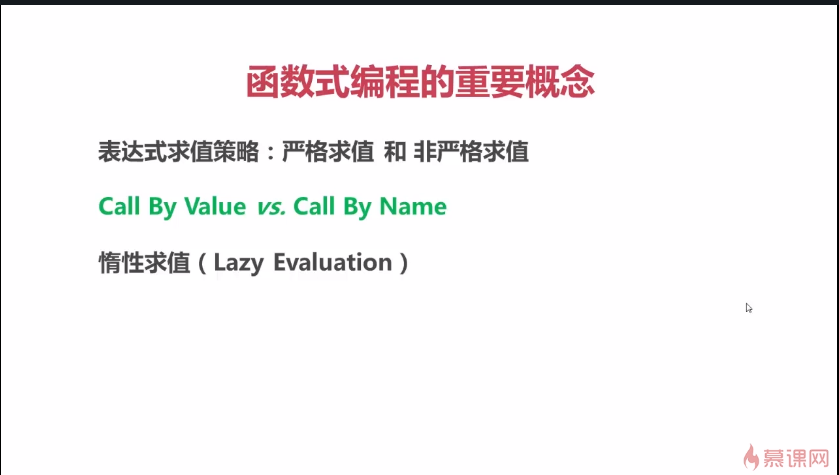 函数式编程的重要概念
表达式求值策略：严格求值 和 非严格求值
Call By Value vs. Call By Name
惰性求值（Lazy Evaluation）
慕课网